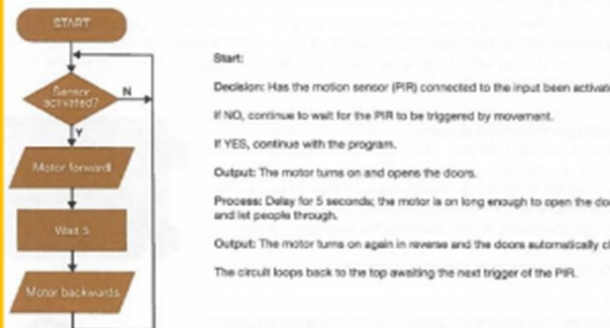 START
Sensor
activated?
N
Y
Motor forward
Wait 5
Motor backwards
Start:
Decision: Has the motion sensor (PIR) connected to the input been
If NO, continue to wait for the PIR to be triggered by movement.
If YES, continue with the program.
Output: The motor turns on and opens the doors.
Process: Delay for 5 seconds; the motor is on long enough to open the
and let people through.
Output: The motor turns on again in reverse and the doors automatically
The circuit loops back to the top awaiting the next trigger of the PIR.